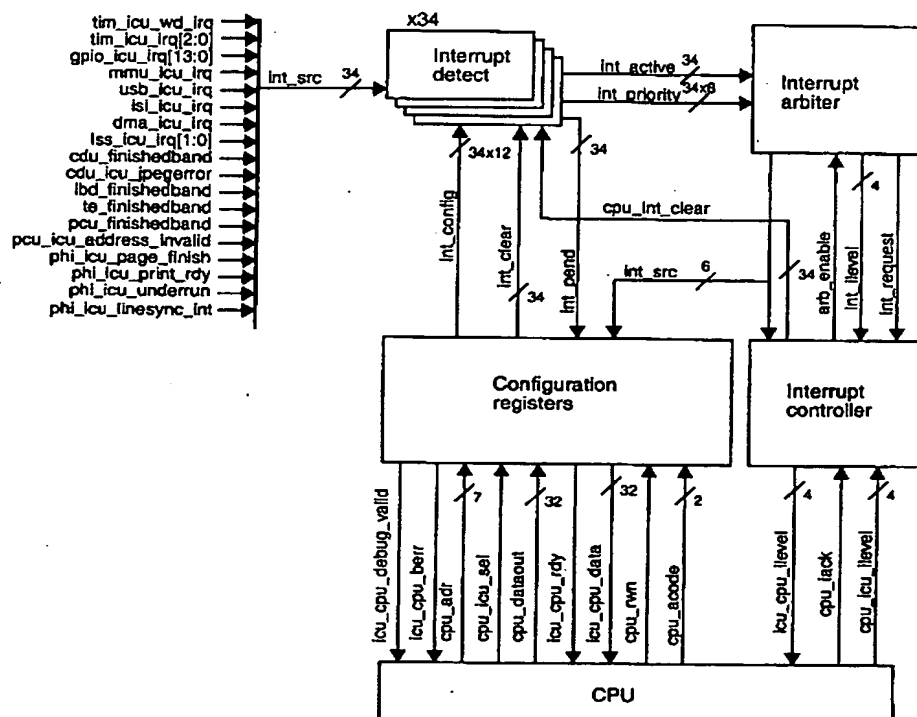 tim_icu_wd_irq
tim_icu_irq[2:0]
gpio_icu_irq[13:0]
mmu_icu_irq
usb_icu_irq
isi_icu_irq
dma_icu_irq
lss_icu_irq[1:0]
cdu_finishedband
cdu_icu_jpegerror
lbd_finishedband
te_finishedband
pcu_finishedband
pcu_icu_address_invalid
phi_icu_page_finish
phi_icu_print_rdy
phi_icu_underrun
phi_icu_linesync_int
int_src
34
x34
Interrupt
detect
int_active
34
int_priority
34x8
Interrupt
arbiter
34x12
34
int_config
int_clear
34
int_pend
cpu_int_clear
int_src
6
34
arb_enable
4
int_ilevel
int_request
Configuration
registers
Interrupt
controller
icu_cpu_debug_valid
icu_cpu_berr
7
cpu_adr
cpu_icu_sel
32
cpu_dataout
icu_cpu_rdy
32
icu_cpu_data
cpu_rwn
2
cpu_acode
4
icu_cpu_ilevel
cpu_iack
4
cpu_icu_ilevel
CPU